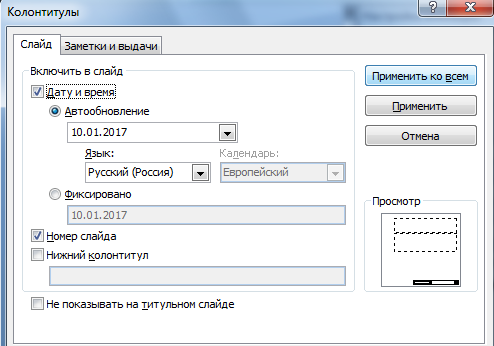 Колонтитулы
?
Слайд
Заметки и выдачи
Включить в слайд
Дату и время
Автообновление
10.01.2017
Язык:
Календарь:
Русский (Россия)
Европейский
Фиксировано
10.01.2017
Номер слайда
Нижний колонтитул
Не показывать на титульном слайде
Применить ко всем
Применить
Отмена
Просмотр